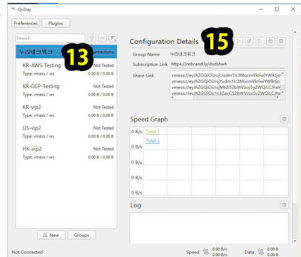 Qv2ray
Preferences Plugins
Search
13
Not Tested
KR-AWS-Testing
Type: vmess / ws 0.00 B / 0.00 B
KR-GCP-Testing Not Tested
Type: vmess / ws 0.00 B / 0.00 B
KR-vip2 Not Tested
Type: vmess / ws 0.00 B / 0.00 B
US-vip2 Not Tested
Type: vmess / ws 0.00 B / 0.00 B
HK-vip2 Not Tested
Type: vmess / ws 0.00 B / 0.00 B
New Groups
Not Connected
15
Configuration Details
Group Name
Subscription Link
Share Link
Speed Graph
0 B/s Total ↑
0 B/s Total ↓
0 B/s
0 B/s
0 B/s
Log
Speed 0.00 B/s 0.00 B/s Data 0.00 B 0.00 B